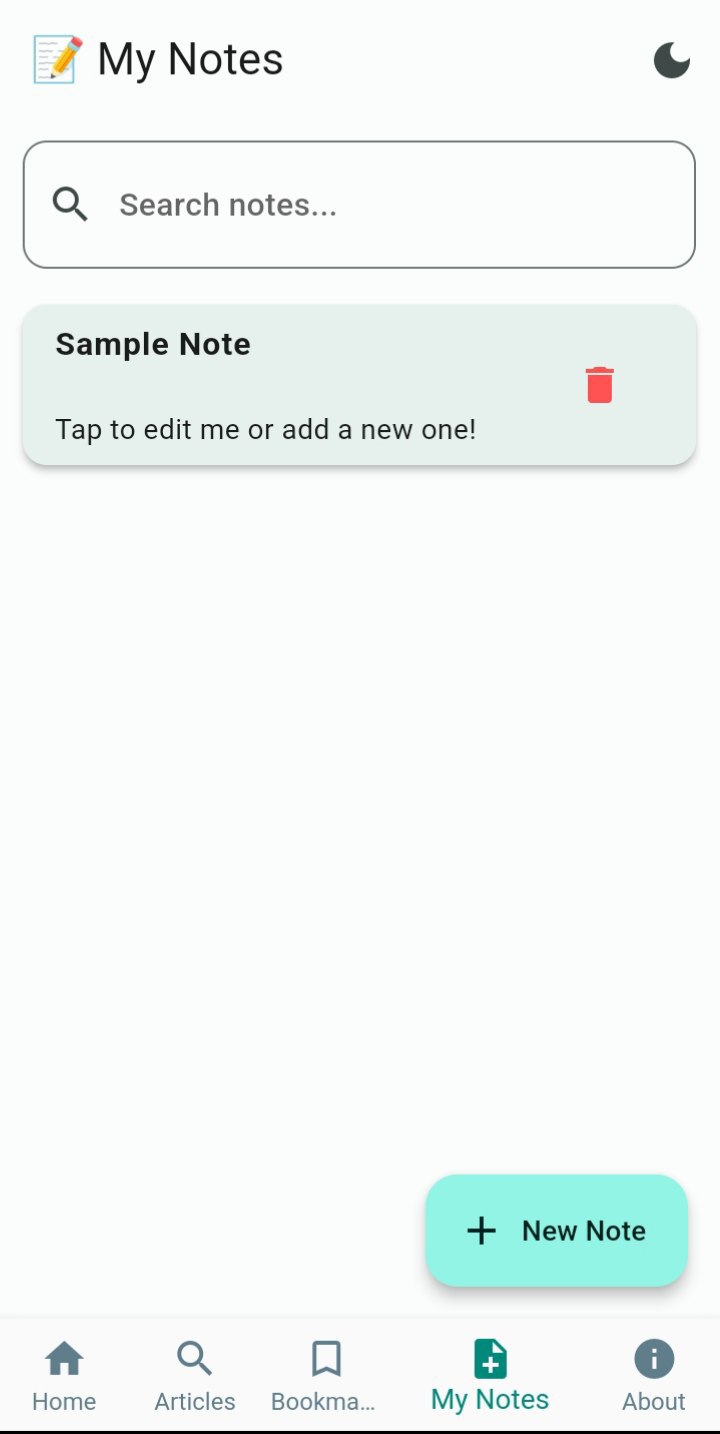 My Notes
Search notes...
Sample Note
Tap to edit me or add a new one!
New Note
Home
Articles
Bookma...
My Notes
About